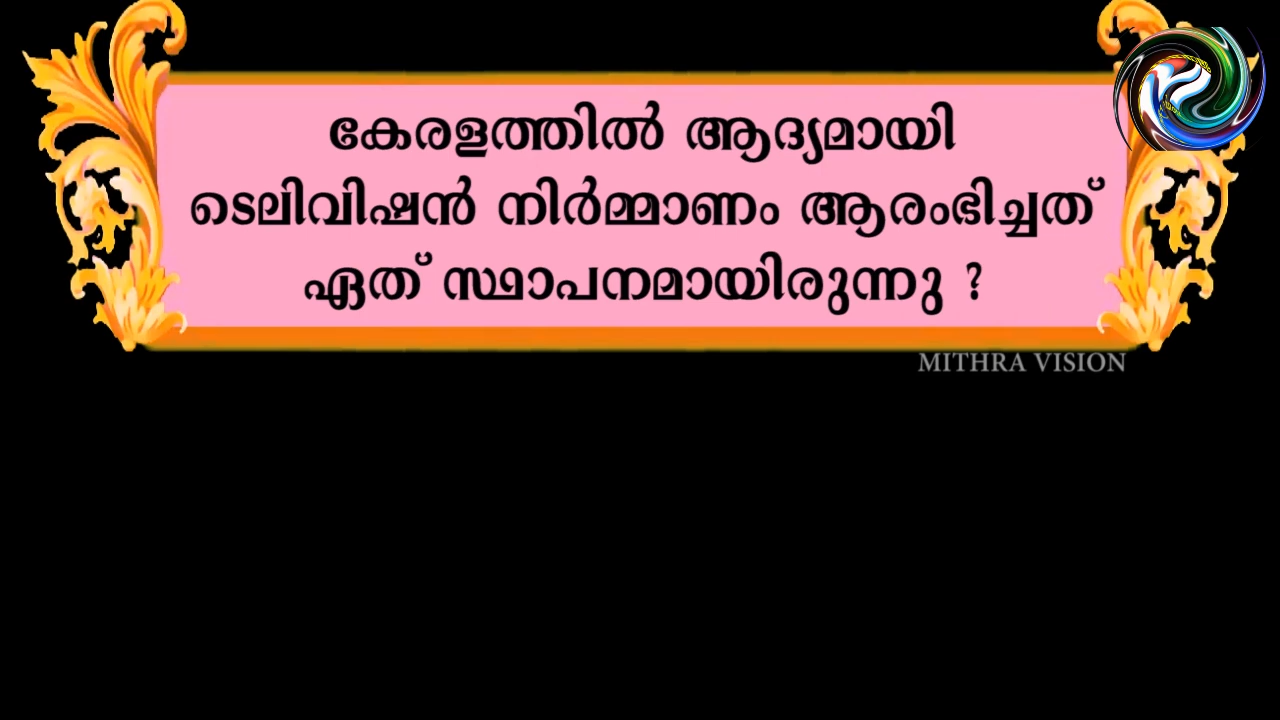 കേരളത്തിൽ ആദ്യമായി
ടെലിവിഷൻ നിർമ്മാണം ആരംഭിച്ചത്
ഏത് സ്ഥാപനമായിരുന്നു ?
MITHRA VISION